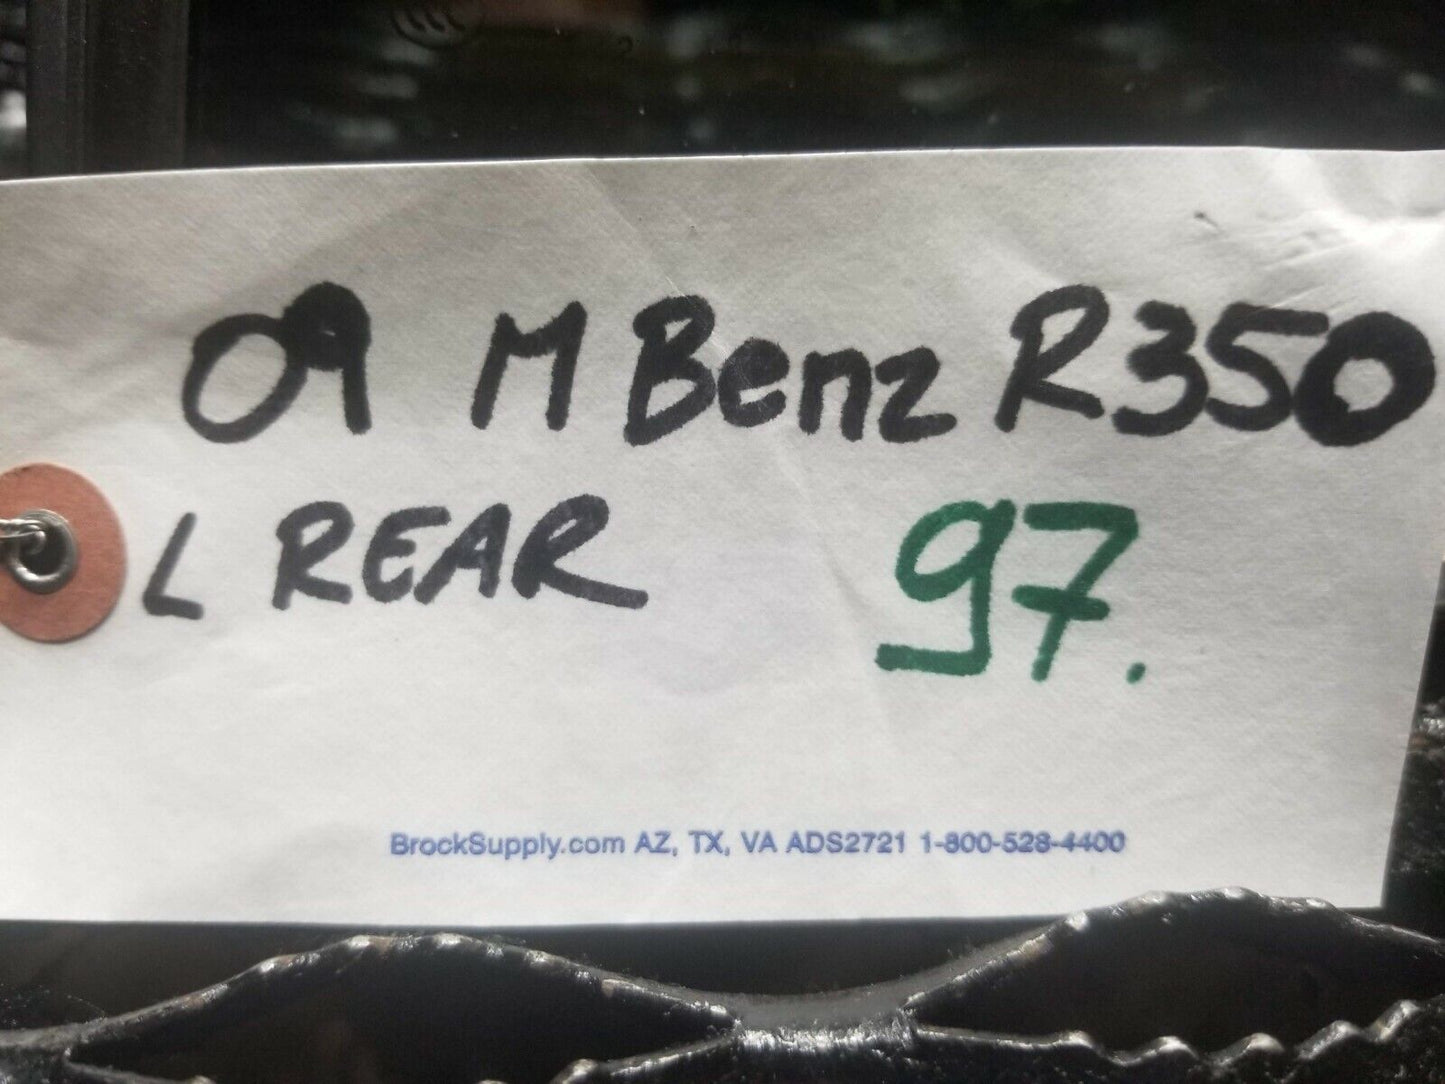 09 M Benz R350
L REAR 97.
BrockSupply.com AZ, TX, VA ADS2721 1-800-528-4400